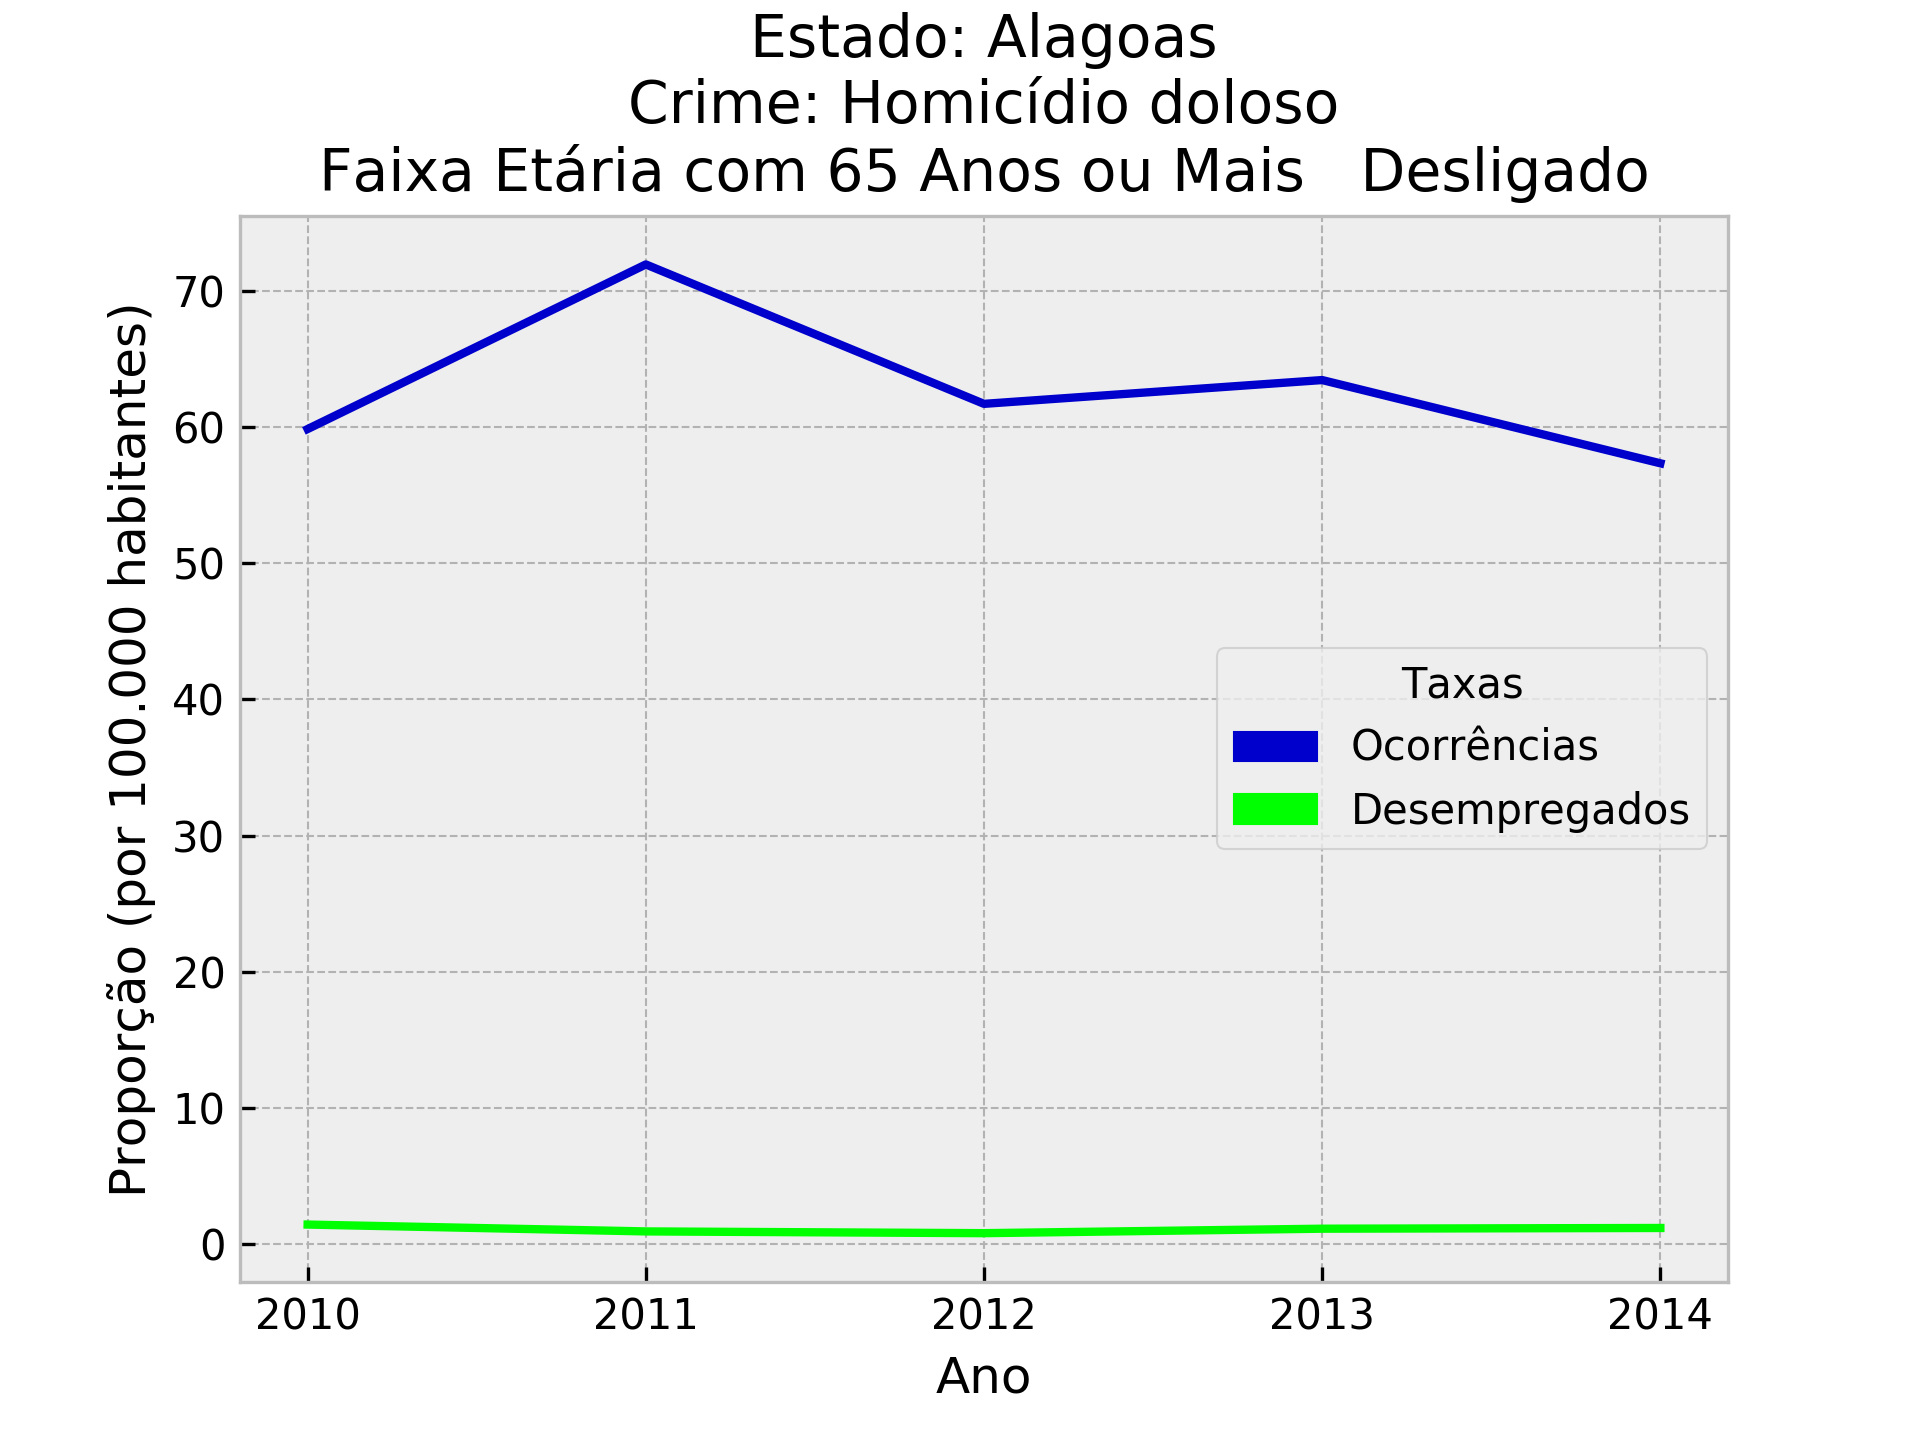 Estado: Alagoas
Crime: Homicídio doloso
Faixa Etária com 65 Anos ou Mais   Desligado
Proporção (por 100.000 habitantes)
70
60
50
40
30
20
10
0
Taxas
Ocorrências
Desempregados
2010 2011 2012 2013 2014
Ano